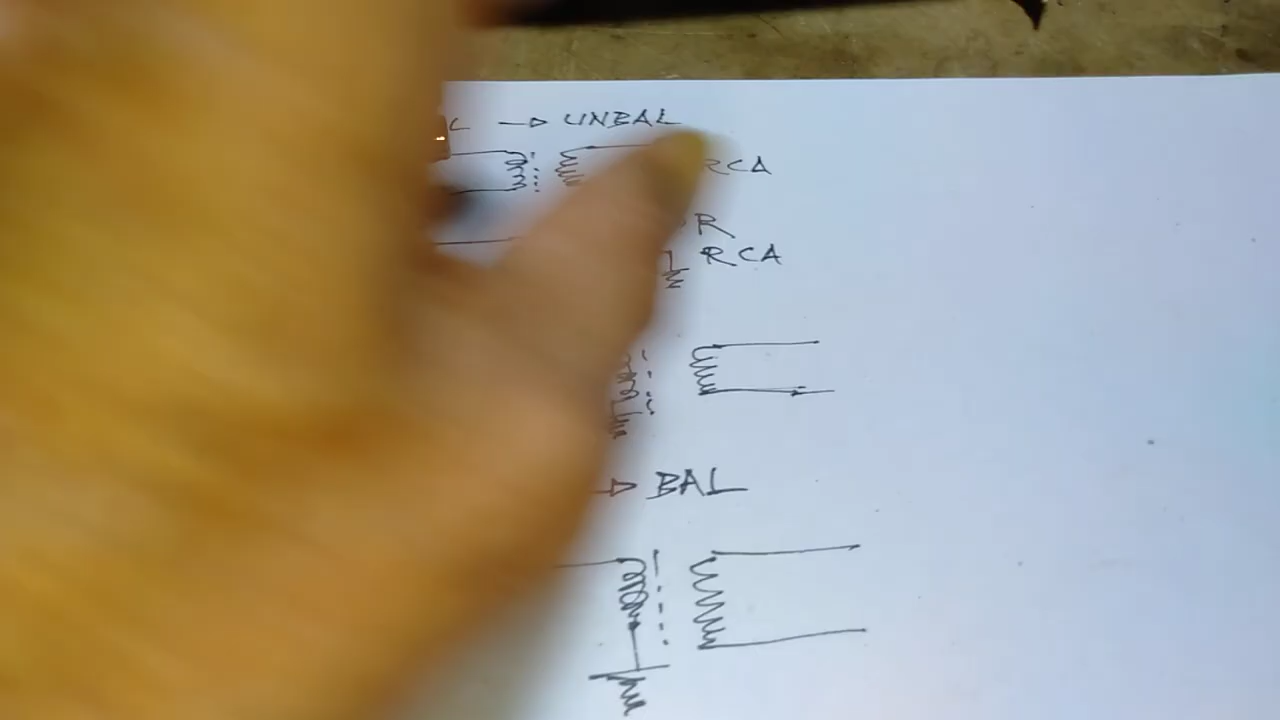 → UNBAL
RCA
R
RCA
→ BAL